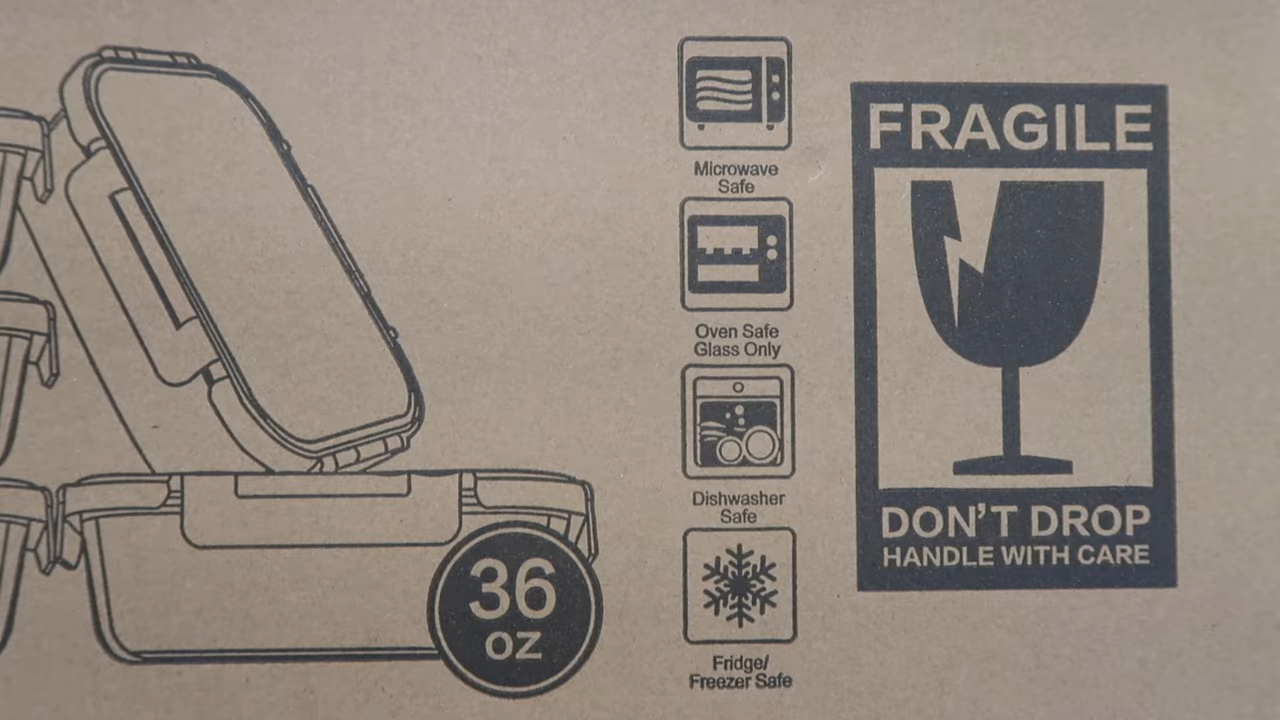 36
oz
Microwave
Safe
Oven Safe
Glass Only
Dishwasher
Safe
Fridge/
Freezer Safe
FRAGILE
DON'T DROP
HANDLE WITH CARE